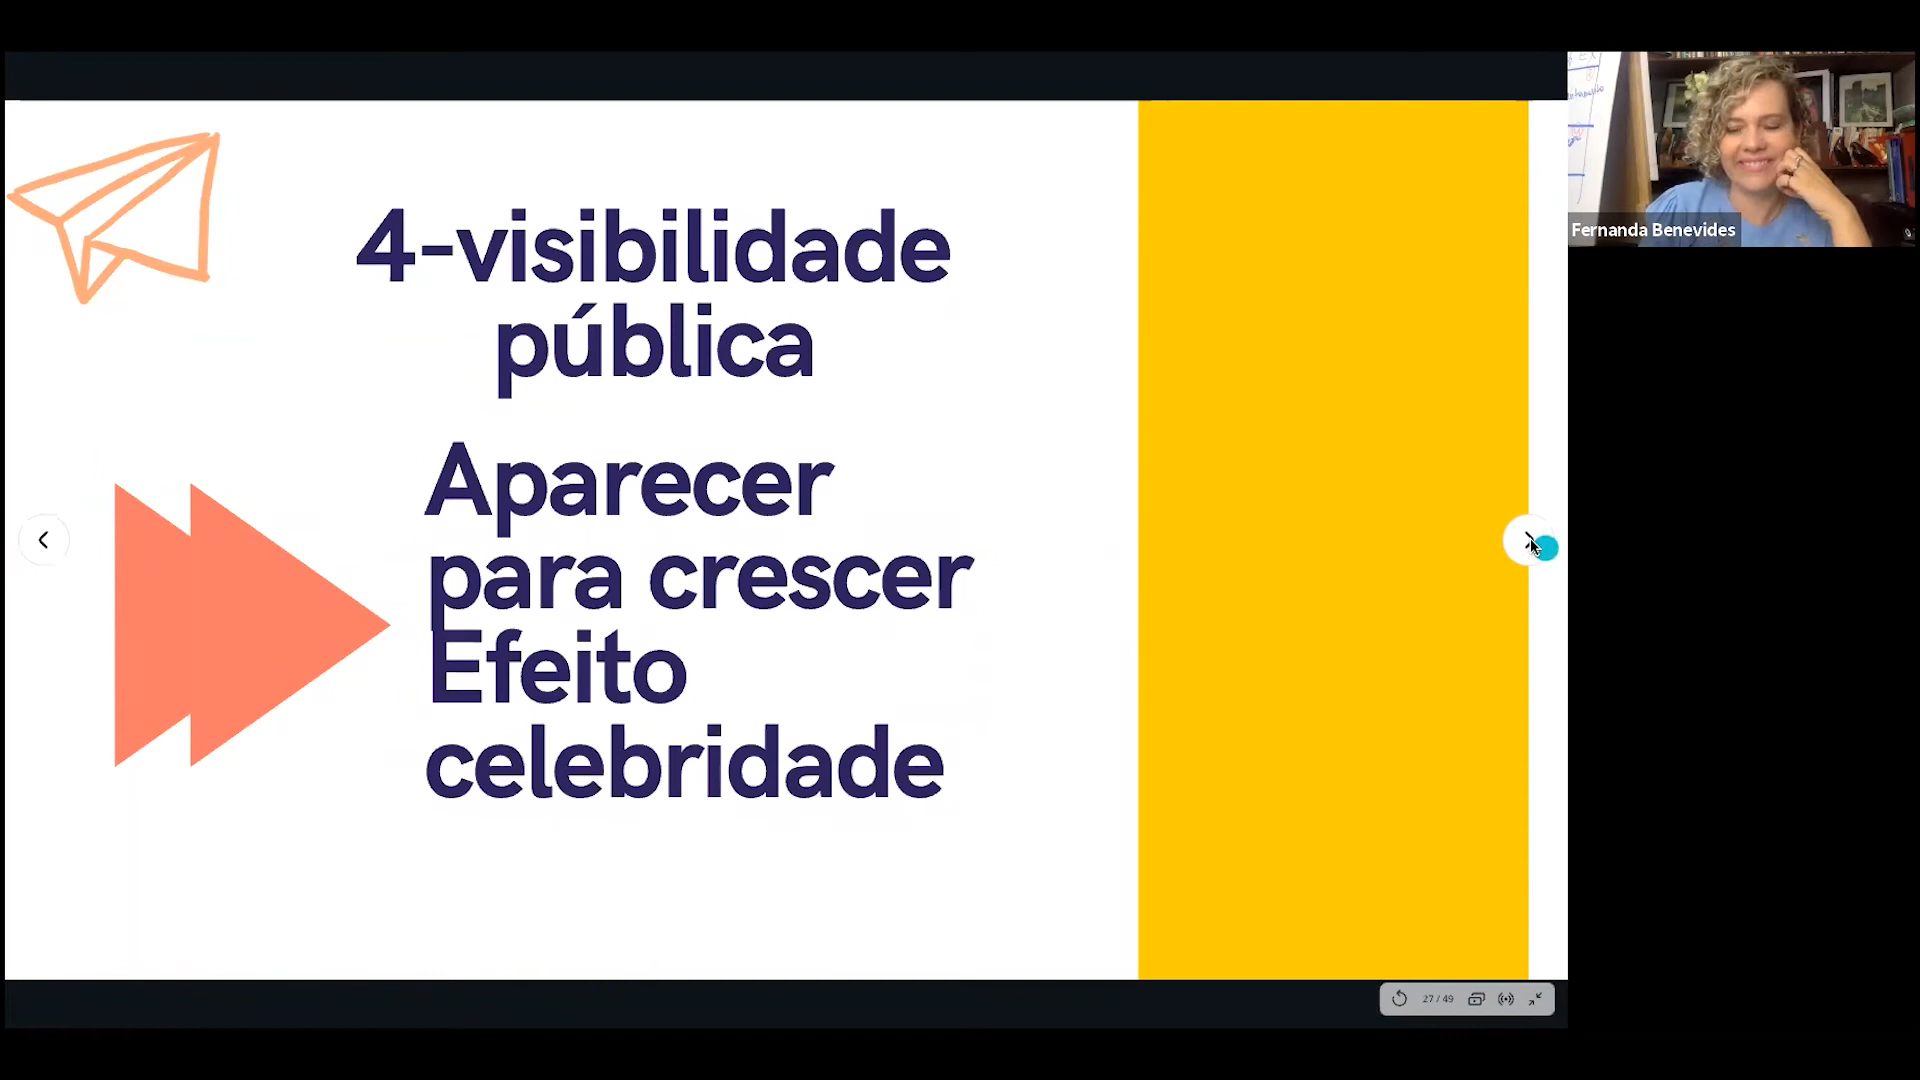 4-visibilidade
pública
Aparecer
para crescer
Efeito
celebridade
Fernanda Benevides
27 / 49